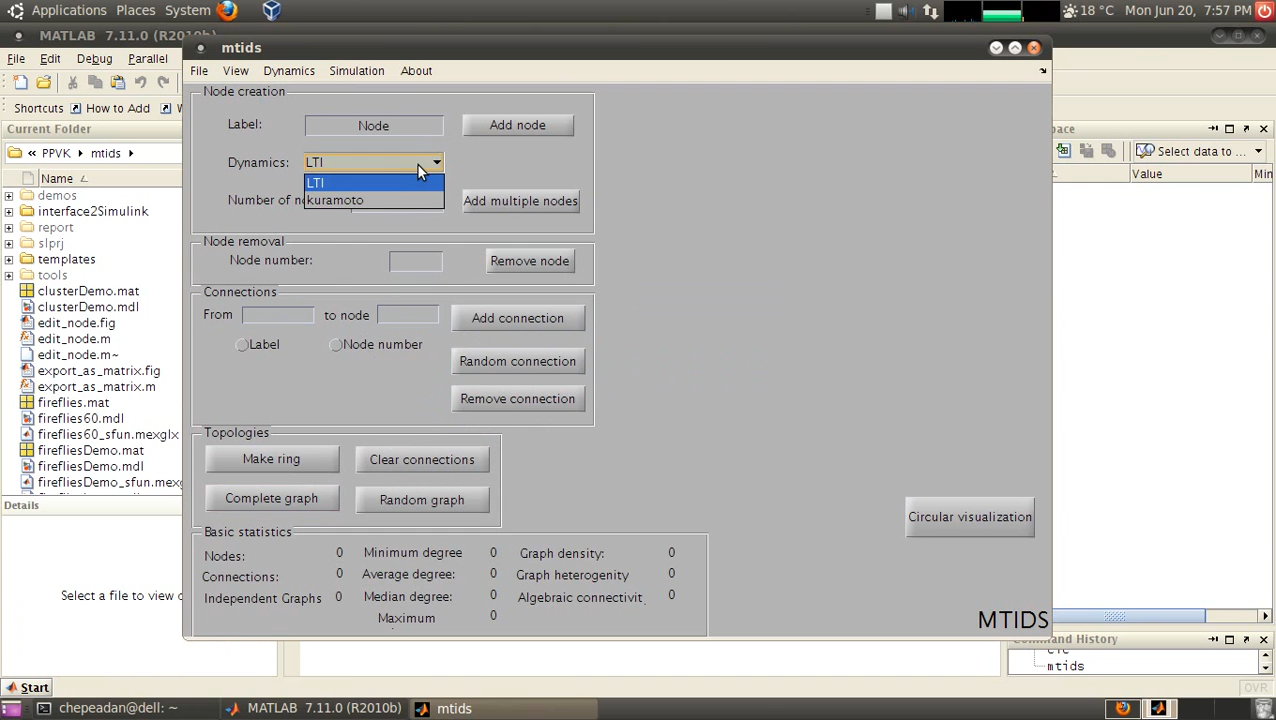 Applications Places System 18 °C Mon Jun 20, 7:57 PM
MATLAB 7.11.0 (R2010b)
mtids
File Edit Debug Parallel
File View Dynamics Simulation About
Shortcuts How to Add
Node creation
Label: Node Add node
Current Folder
PPVK mtids
Select data to...
Dynamics: LTI
LTI
kuramoto
Number of no
Add multiple nodes
Name
Value Min
demos
interface2Simulink
report
slprj
templates
tools
clusterDemo.mat
clusterDemo.mdl
edit_node.fig
edit_node.m
edit_node.m~
export_as_matrix.fig
export_as_matrix.m
fireflies.mat
fireflies60.mdl
fireflies60_sfun.mexglx
firefliesDemo.mat
firefliesDemo.mdl
firefliesDemo_sfun.mexglx
Node removal
Node number: Remove node
Connections
From to node Add connection
Label Node number
Random connection
Remove connection
Topologies
Make ring Clear connections
Complete graph Random graph
Circular visualization
Details
Select a file to view
Basic statistics
Nodes: 0 Minimum degree 0 Graph density: 0
Connections: 0 Average degree: 0 Graph heterogenity 0
Independent Graphs 0 Median degree: 0 Algebraic connectivit 0
Maximum 0
MTIDS
Command History
clc
mtids
Start OVR
chepeadan@dell: ~ MATLAB 7.11.0 (R2010b) mtids